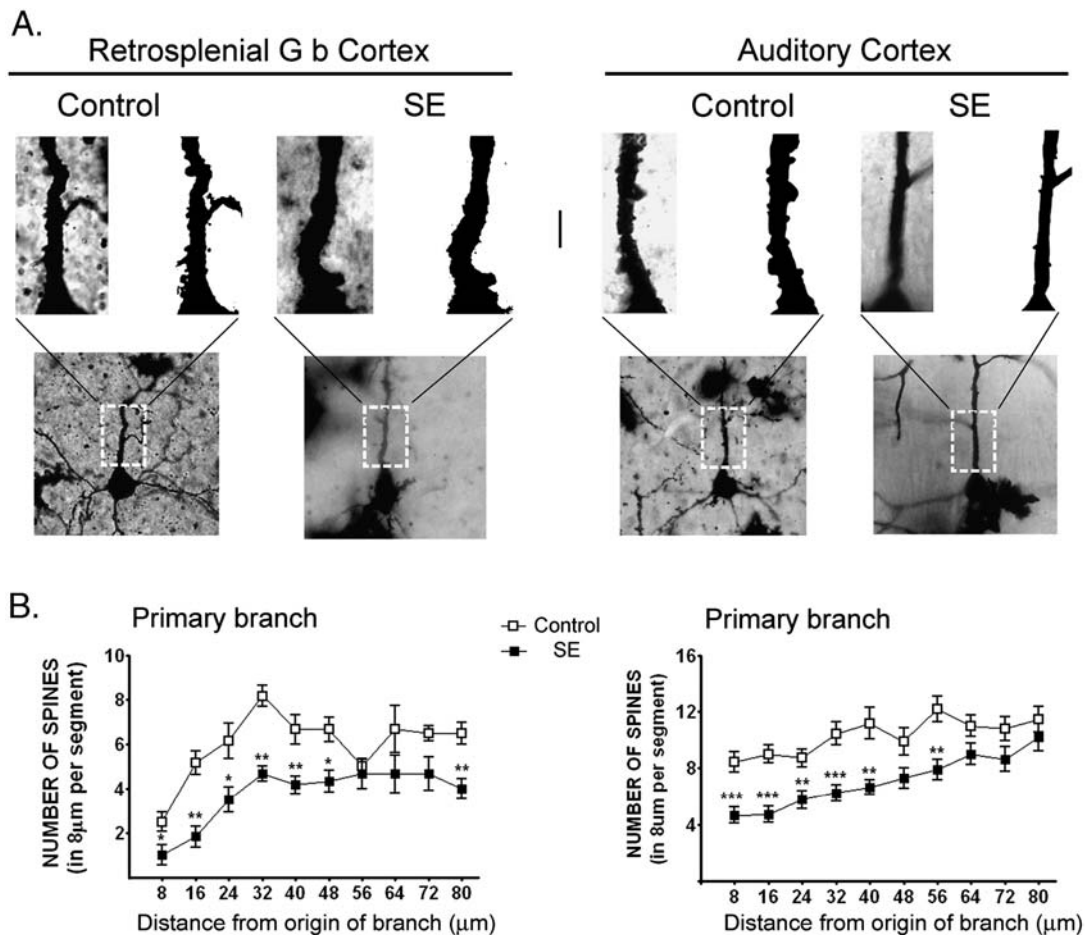 A.
Retrosplenial G b Cortex
Auditory Cortex
Control
SE
Control
SE
B.
Primary branch
Control
SE
Primary branch
NUMBER OF SPINES
(in 8μm per segment)
10
8
6
4
2
*
**
*
**
**
*
**
8 16 24 32 40 48 56 64 72 80
Distance from origin of branch (μm)
NUMBER OF SPINES
(in 8um per segment)
16
12
8
4
***
***
**
***
**
**
8 16 24 32 40 48 56 64 72 80
Distance from origin of branch (μm)